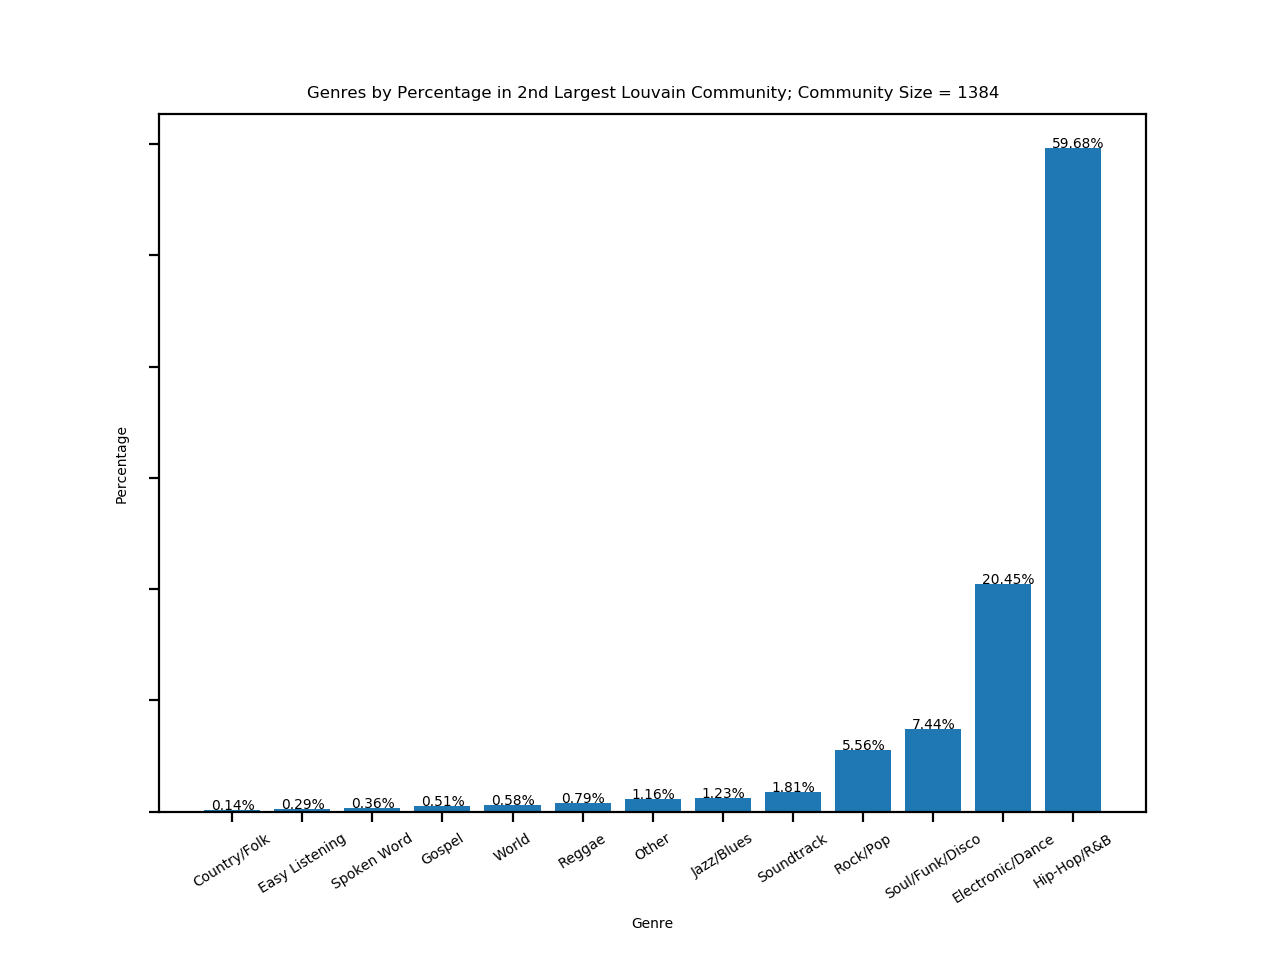 Genres by Percentage in 2nd Largest Louvain Community; Community Size = 1384
59.68%
20.45%
7.44%
5.56%
1.81%
1.23%
1.16%
0.79%
0.58%
0.51%
0.36%
0.29%
0.14%
Percentage
Country/Folk
Easy Listening
Spoken Word
Gospel
World
Reggae
Other
Jazz/Blues
Soundtrack
Rock/Pop
Soul/Funk/Disco
Electronic/Dance
Hip-Hop/R&B
Genre